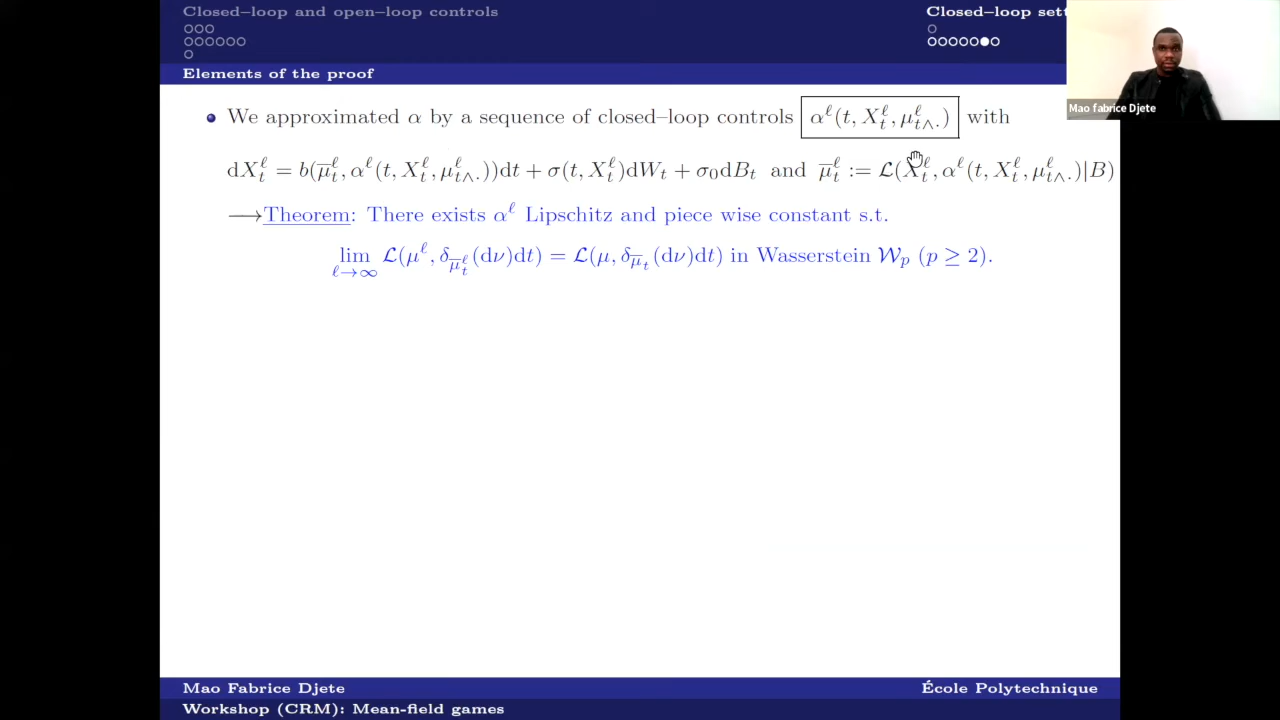 Closed–loop and open–loop controls
Closed–loop set
Elements of the proof
Mao fabrice Djete
We approximated α by a sequence of closed–loop controls α^ℓ(t, X_t^ℓ, μ_{t∧·}^ℓ) with
dX_t^ℓ = b(μ̅_t^ℓ, α^ℓ(t, X_t^ℓ, μ_{t∧·}^ℓ))dt + σ(t, X_t^ℓ)dW_t + σ_0dB_t and μ̅_t^ℓ := ℒ(X_t^ℓ, α^ℓ(t, X_t^ℓ, μ_{t∧·}^ℓ)|B)
⟶Theorem: There exists α^ℓ Lipschitz and piece wise constant s.t.
lim_{ℓ→∞} ℒ(μ^ℓ, δ_{μ̅_t^ℓ}(dν)dt) = ℒ(μ, δ_{μ̅_t}(dν)dt) in Wasserstein 𝒲_p (p ≥ 2).
Mao Fabrice Djete
École Polytechnique
Workshop (CRM): Mean-field games